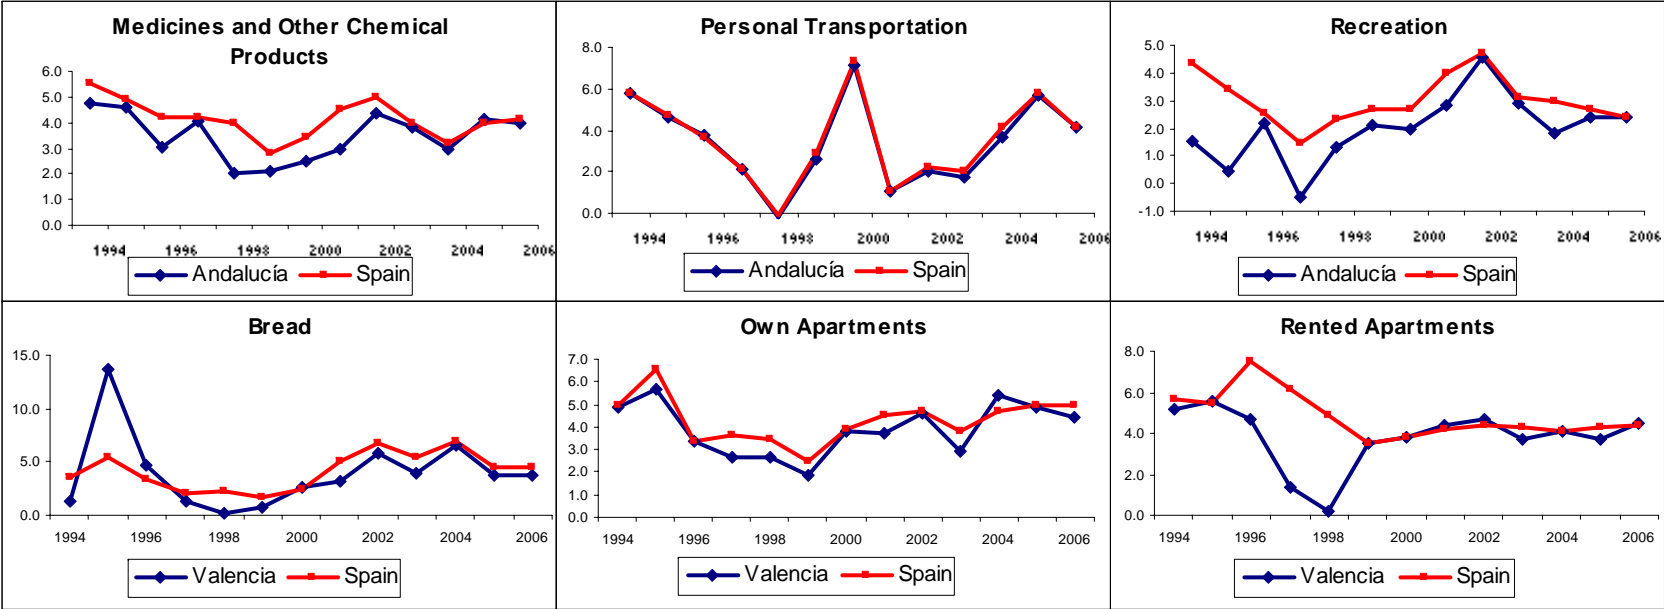 Medicines and Other Chemical
Products
6.0
5.0
4.0
3.0
2.0
1.0
0.0
1994 1996 1998 2000 2002 2004 2006
Andalucía Spain
Personal Transportation
8.0
6.0
4.0
2.0
0.0
1994 1996 1998 2000 2002 2004 2006
Andalucía Spain
Recreation
5.0
4.0
3.0
2.0
1.0
0.0
-1.0
1994 1996 1998 2000 2002 2004 2006
Andalucía Spain
Bread
15.0
10.0
5.0
0.0
1994 1996 1998 2000 2002 2004 2006
Valencia Spain
Own Apartments
7.0
6.0
5.0
4.0
3.0
2.0
1.0
0.0
1994 1996 1998 2000 2002 2004 2006
Valencia Spain
Rented Apartments
8.0
6.0
4.0
2.0
0.0
1994 1996 1998 2000 2002 2004 2006
Valencia Spain